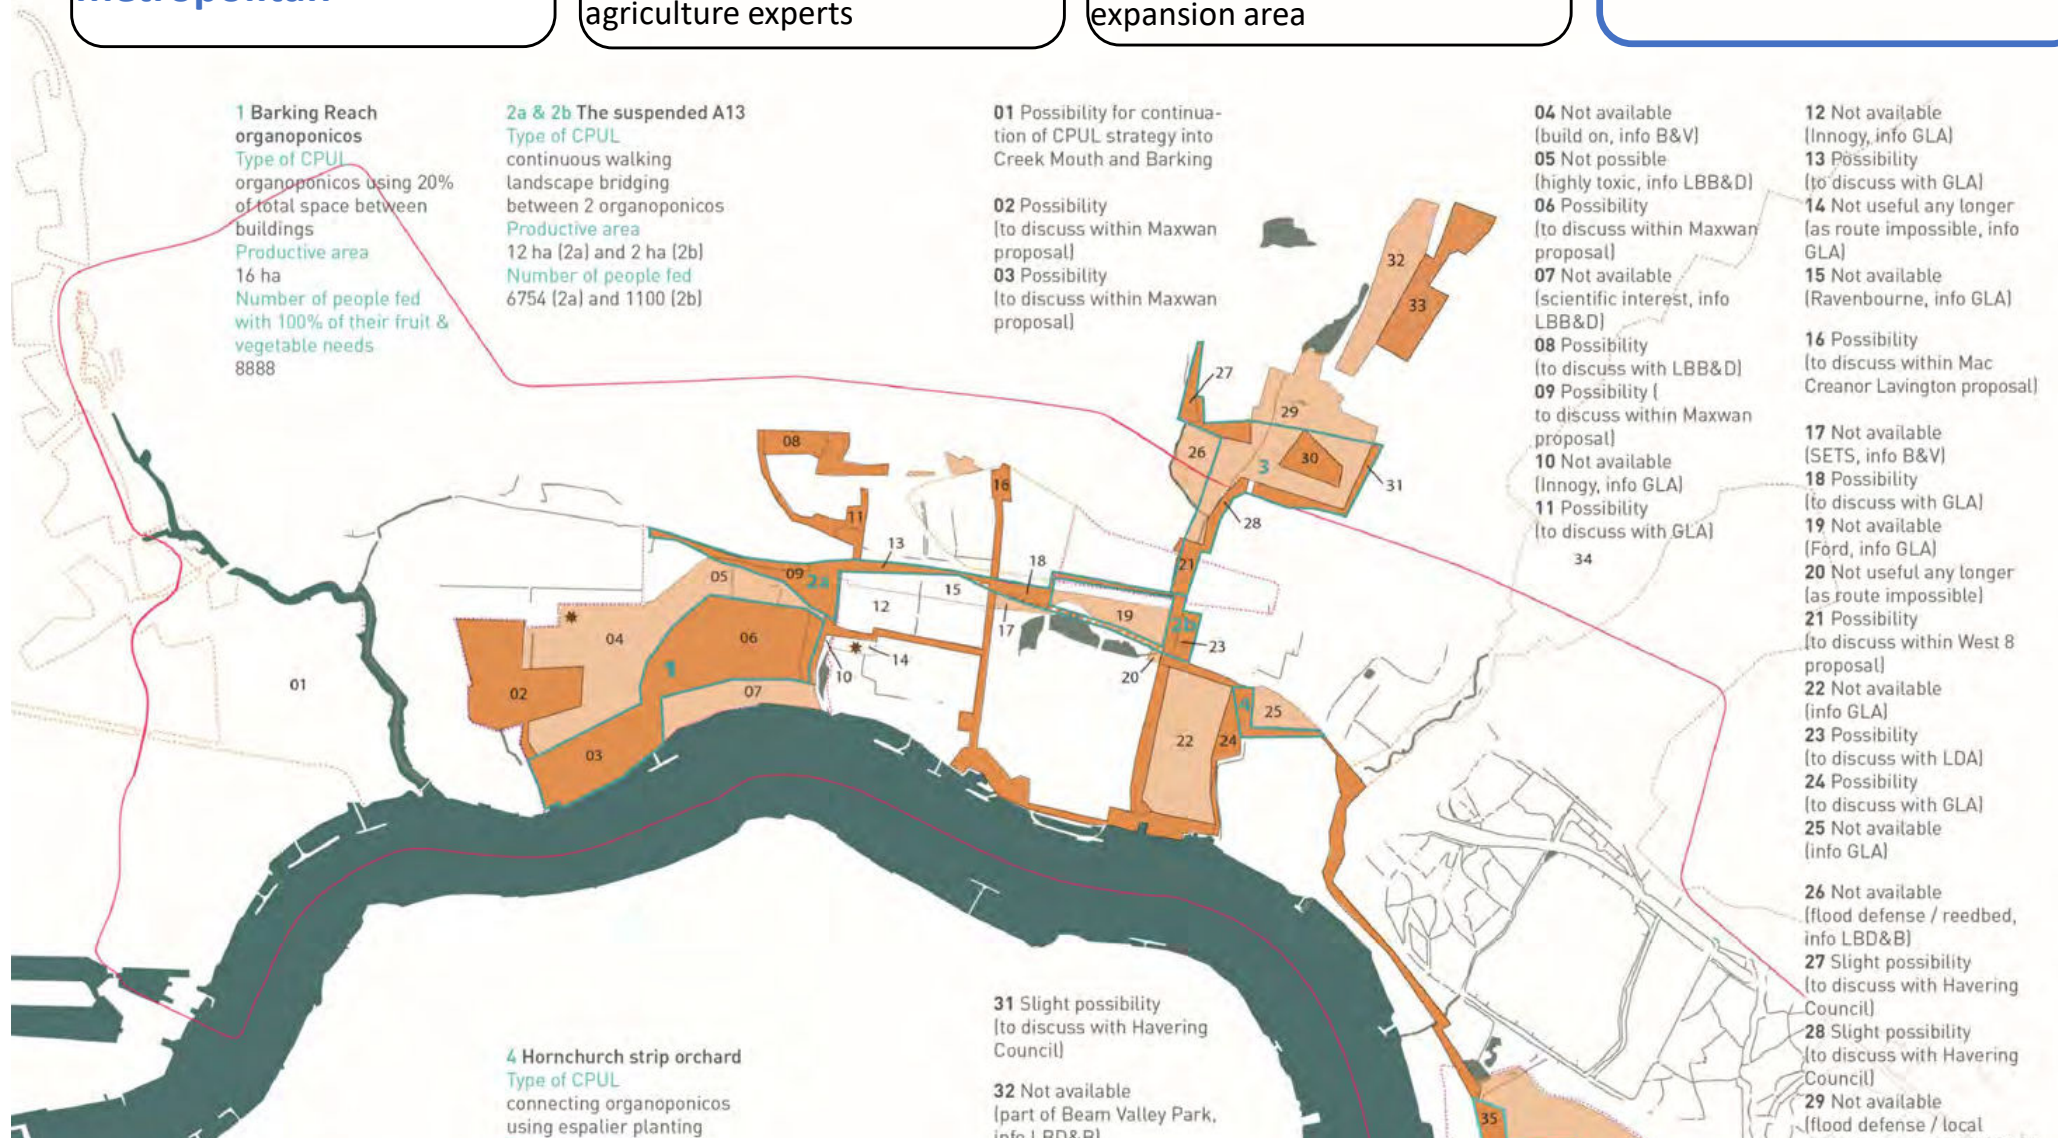 metropolitan
agriculture experts
expansion area
1 Barking Reach
organoponicos
Type of CPUL
organoponicos using 20%
of total space between
buildings
Productive area
16 ha
Number of people fed
with 100% of their fruit &
vegetable needs
8888
2a & 2b The suspended A13
Type of CPUL
continuous walking
landscape bridging
between 2 organoponicos
Productive area
12 ha (2a) and 2 ha (2b)
Number of people fed
6754 (2a) and 1100 (2b)
01 Possibility for continua-
tion of CPUL strategy into
Creek Mouth and Barking
02 Possibility
(to discuss within Maxwan
proposal)
03 Possibility
(to discuss within Maxwan
proposal)
04 Not available
(build on, info B&V)
05 Not possible
(highly toxic, info LBB&D)
06 Possibility
(to discuss within Maxwan
proposal)
07 Not available
(scientific interest, info
LBB&D)
08 Possibility
(to discuss with LBB&D)
09 Possibility (
to discuss within Maxwan
proposal)
10 Not available
(Innogy, info GLA)
11 Possibility
(to discuss with GLA)
12 Not available
(Innogy, info GLA)
13 Possibility
(to discuss with GLA)
14 Not useful any longer
(as route impossible, info
GLA)
15 Not available
(Ravenbourne, info GLA)
16 Possibility
(to discuss within Mac
Creanor Lavington proposal)
17 Not available
(SETS, info B&V)
18 Possibility
(to discuss with GLA)
19 Not available
(Ford, info GLA)
20 Not useful any longer
(as route impossible)
21 Possibility
(to discuss within West 8
proposal)
22 Not available
(info GLA)
23 Possibility
(to discuss with LDA)
24 Possibility
(to discuss with GLA)
25 Not available
(info GLA)
26 Not available
(flood defense / reedbed,
info LBD&B)
27 Slight possibility
(to discuss with Havering
Council)
28 Slight possibility
(to discuss with Havering
Council)
29 Not available
(flood defense / local
32
33
27
29
26
30
3
31
28
08
16
11
13
18
21
05
09
2a
15
12
19
17
2b
23
04
06
14
10
20
1
07
01
02
03
22
24
4
25
34
35
4 Hornchurch strip orchard
Type of CPUL
connecting organoponicos
using espalier planting
31 Slight possibility
(to discuss with Havering
Council)
32 Not available
(part of Beam Valley Park,
info LBD&B)